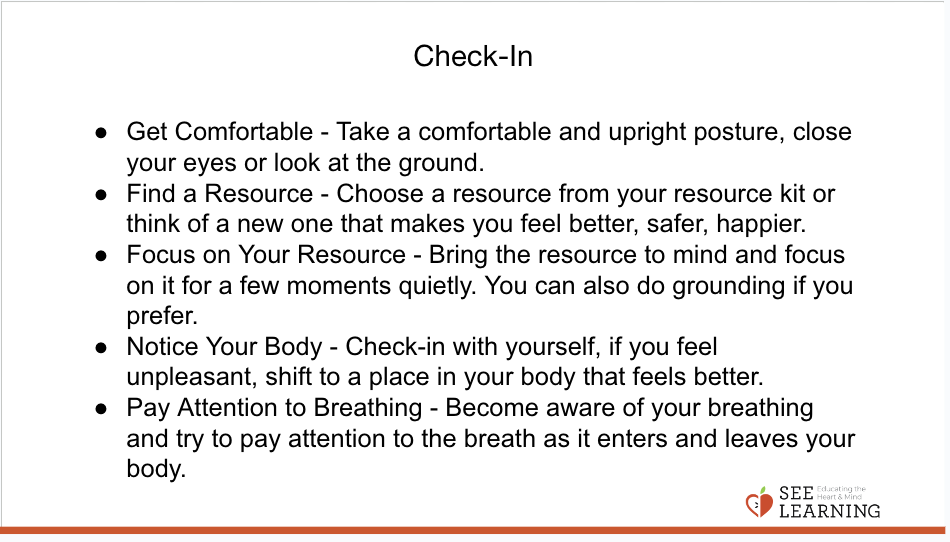 Check-In
● Get Comfortable - Take a comfortable and upright posture, close
your eyes or look at the ground.
● Find a Resource - Choose a resource from your resource kit or
think of a new one that makes you feel better, safer, happier.
● Focus on Your Resource - Bring the resource to mind and focus
on it for a few moments quietly. You can also do grounding if you
prefer.
● Notice Your Body - Check-in with yourself, if you feel
unpleasant, shift to a place in your body that feels better.
● Pay Attention to Breathing - Become aware of your breathing
and try to pay attention to the breath as it enters and leaves your
body.
SEE Educating the
Heart & Mind
LEARNING